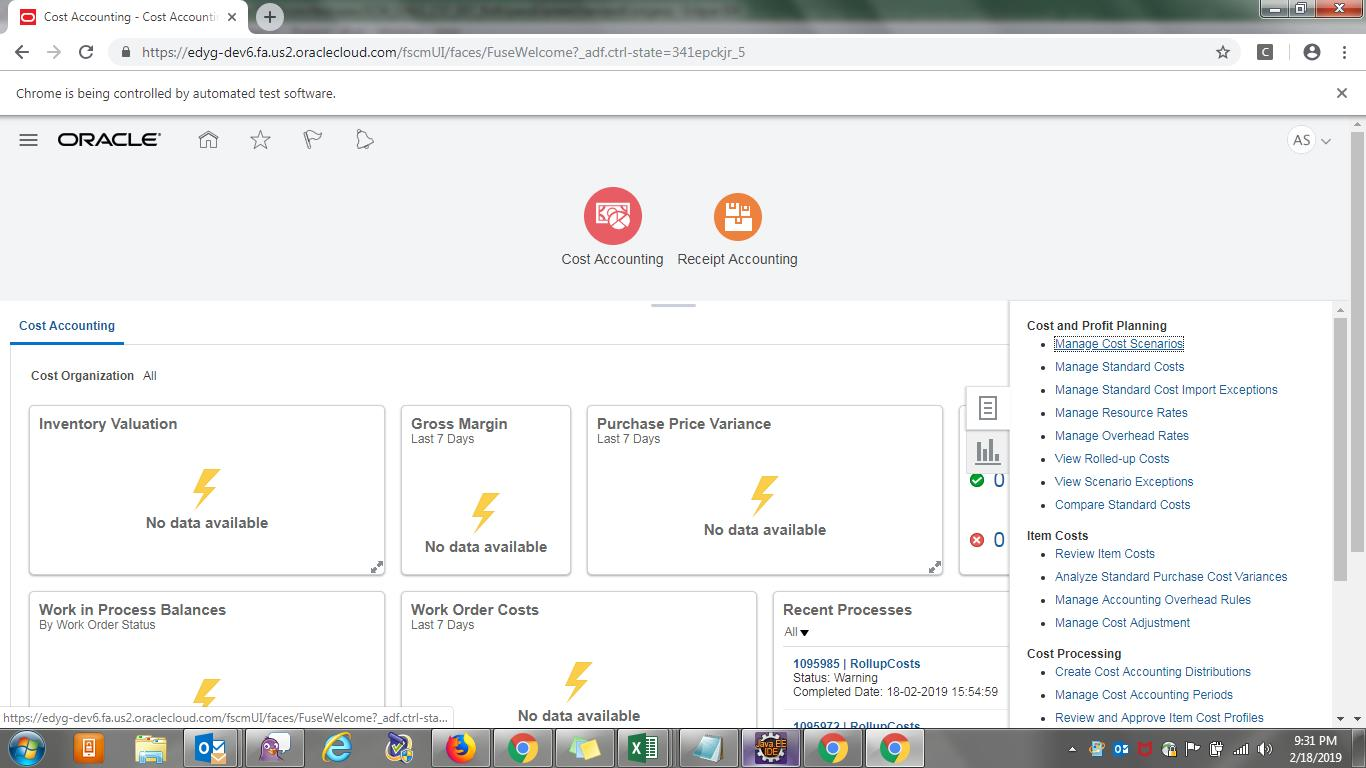 Cost Accounting - Cost Accountin
https://edyg-dev6.fa.us2.oraclecloud.com/fscmUI/faces/FuseWelcome?_adf.ctrl-state=341epckjr_5
C
Chrome is being controlled by automated test software.
ORACLE
AS
Cost Accounting
Receipt Accounting
Cost Accounting
Cost Organization All
Inventory Valuation
No data available
Gross Margin
Last 7 Days
No data available
Purchase Price Variance
Last 7 Days
No data available
0
0
Work in Process Balances
By Work Order Status
Work Order Costs
Last 7 Days
No data available
Recent Processes
All
1095985 | RollupCosts
Status: Warning
Completed Date: 18-02-2019 15:54:59
1095972 | RollupCosts
Cost and Profit Planning
Manage Cost Scenarios
Manage Standard Costs
Manage Standard Cost Import Exceptions
Manage Resource Rates
Manage Overhead Rates
View Rolled-up Costs
View Scenario Exceptions
Compare Standard Costs
Item Costs
Review Item Costs
Analyze Standard Purchase Cost Variances
Manage Accounting Overhead Rules
Manage Cost Adjustment
Cost Processing
Create Cost Accounting Distributions
Manage Cost Accounting Periods
Review and Approve Item Cost Profiles
https://edyg-dev6.fa.us2.oraclecloud.com/fscmUI/faces/FuseWelcome?_adf.ctrl-sta...
Java EE
IDE
9:31 PM
2/18/2019